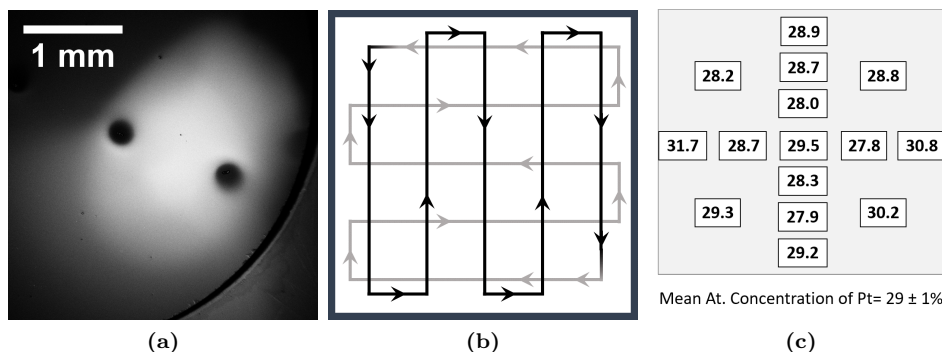 1 mm
28.9
28.2 28.7 28.8
28.0
31.7 28.7 29.5 27.8 30.8
28.3
29.3 27.9 30.2
29.2
Mean At. Concentration of Pt= 29 ± 1%
(a) (b) (c)